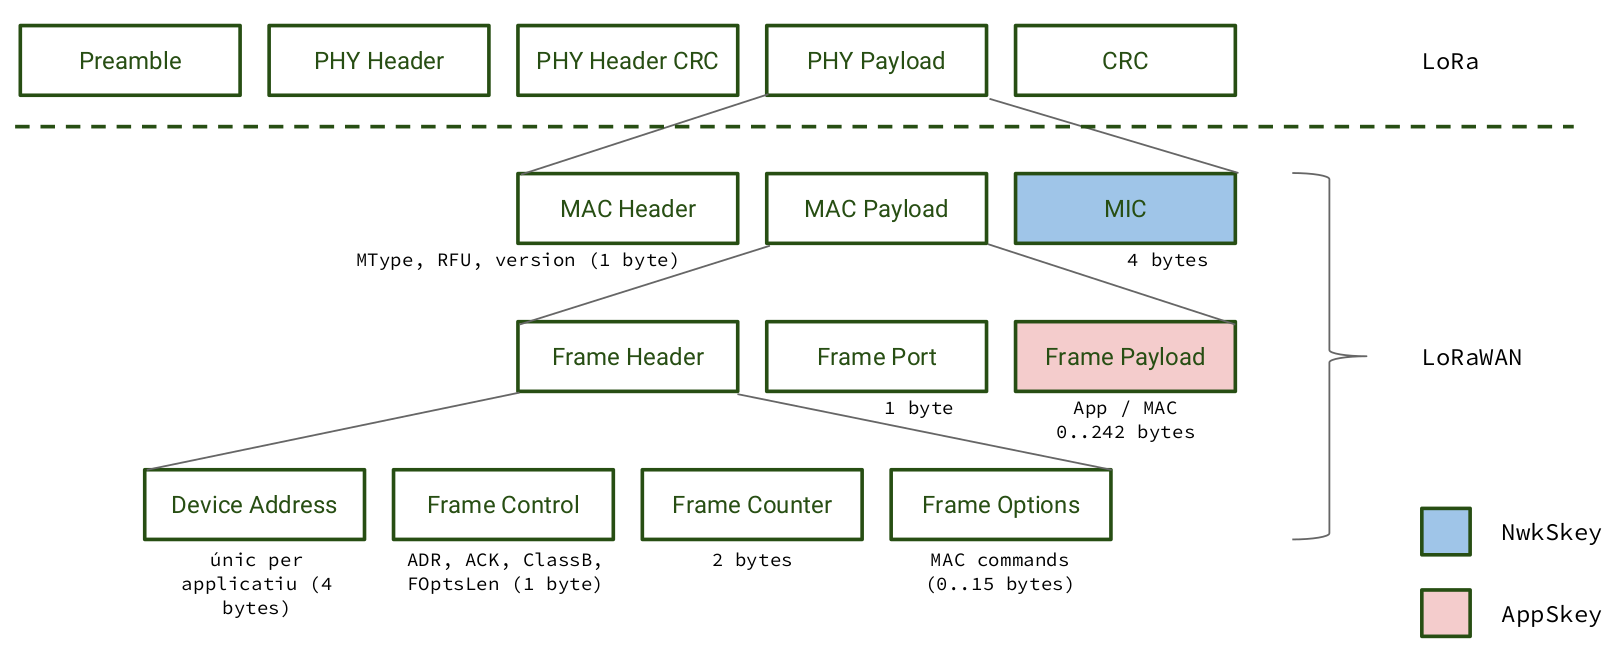 Preamble
PHY Header
PHY Header CRC
PHY Payload
CRC
LoRa
MAC Header
MAC Payload
MIC
MType, RFU, version (1 byte)
4 bytes
Frame Header
Frame Port
Frame Payload
LoRaWAN
1 byte
App / MAC
0..242 bytes
Device Address
Frame Control
Frame Counter
Frame Options
únic per
applicatiu (4
bytes)
ADR, ACK, ClassB,
FOptsLen (1 byte)
2 bytes
MAC commands
(0..15 bytes)
NwkSkey
AppSkey